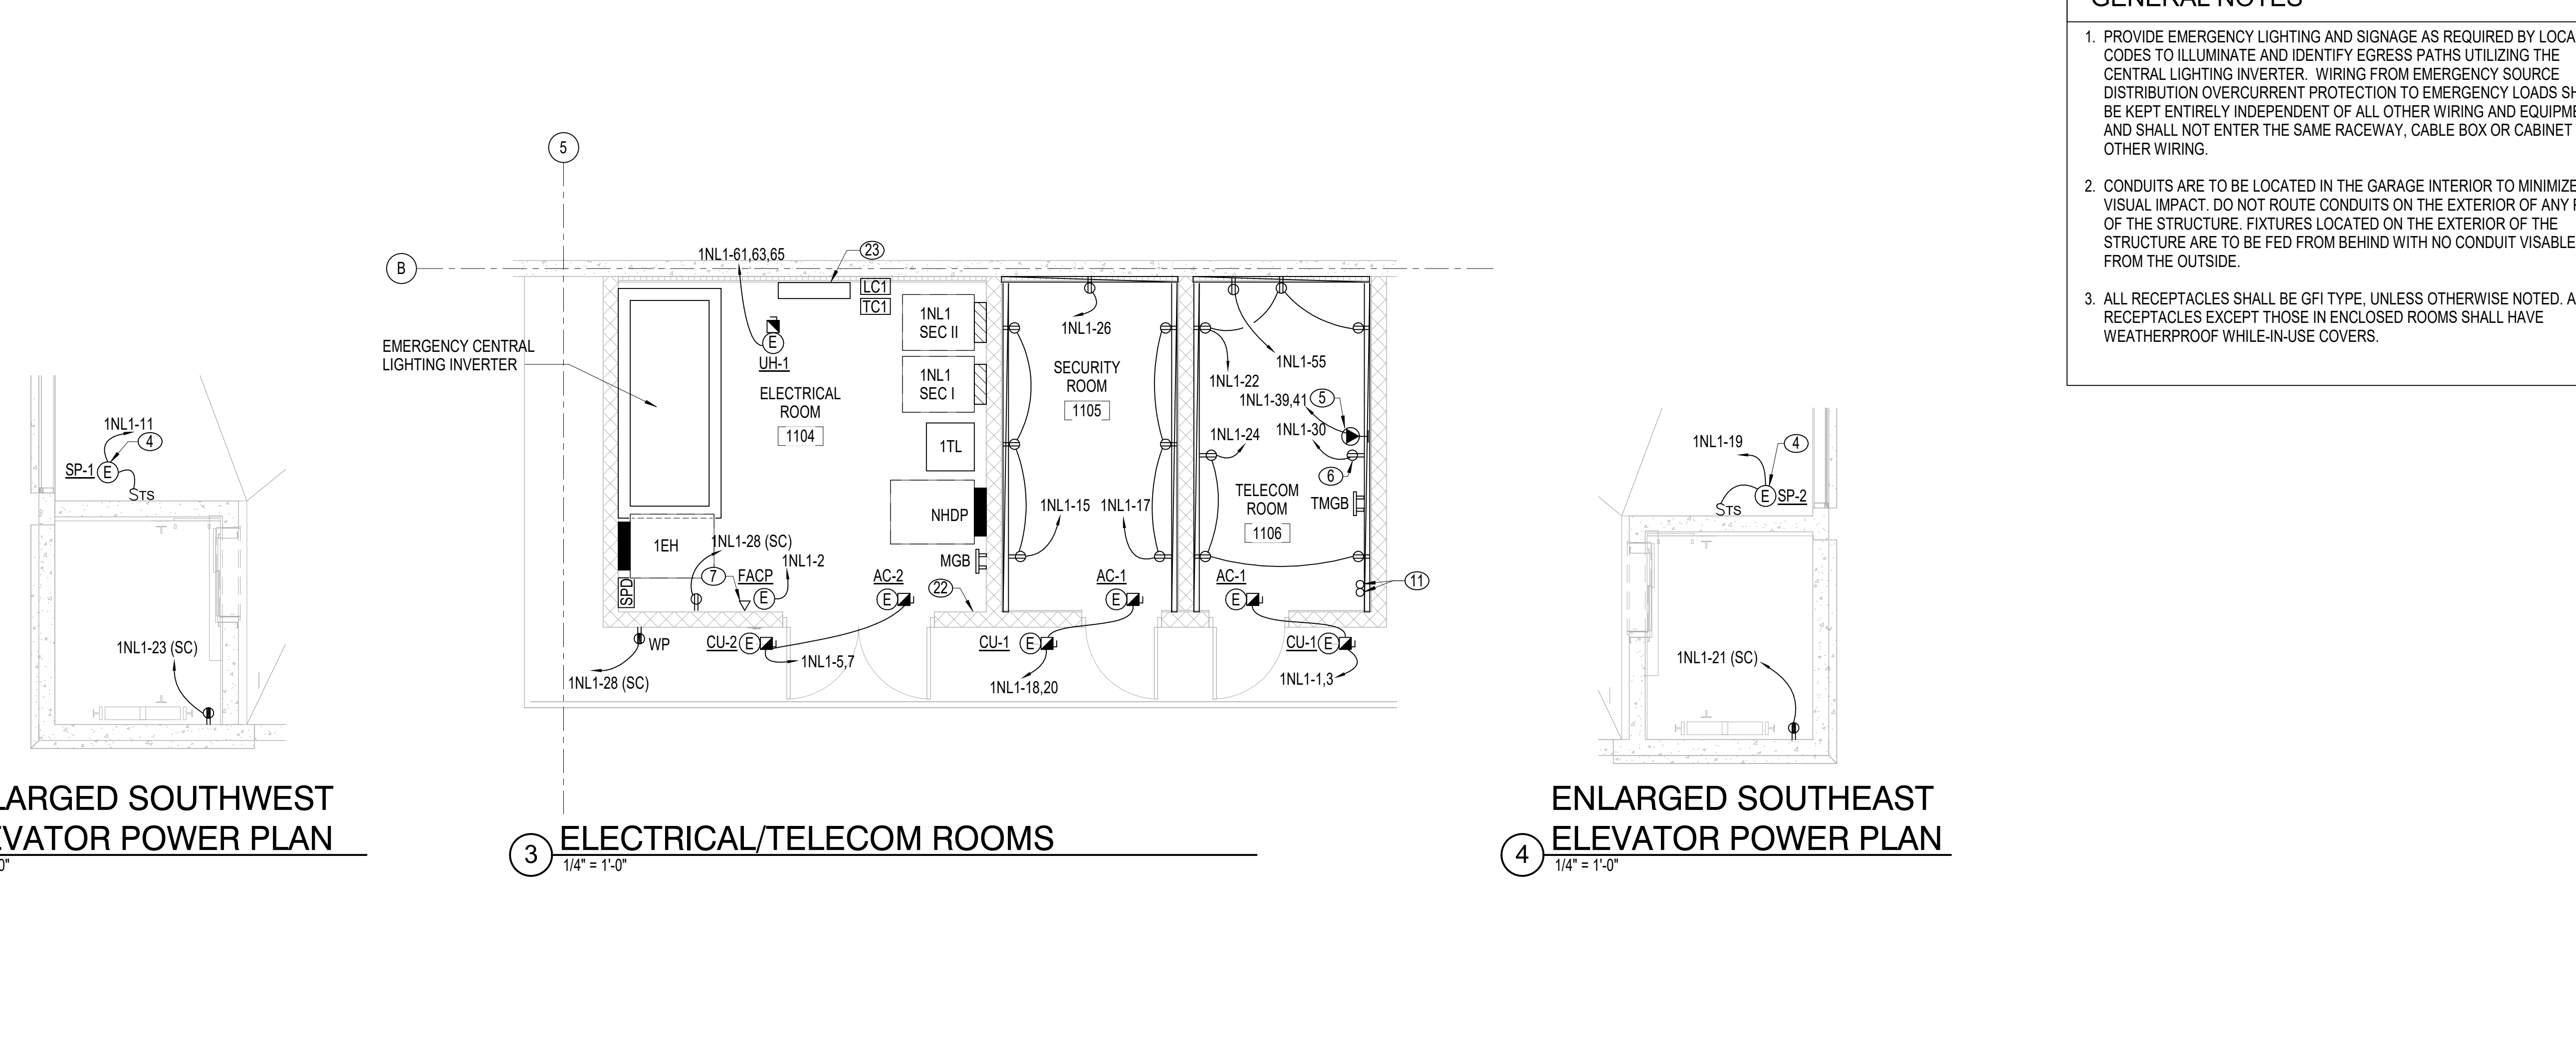 GENERAL NOTES
1. PROVIDE EMERGENCY LIGHTING AND SIGNAGE AS REQUIRED BY
CODES TO ILLUMINATE AND IDENTIFY EGRESS PATHS UTILIZING THE
CENTRAL LIGHTING INVERTER. WIRING FROM EMERGENCY SOURCE
DISTRIBUTION OVERCURRENT PROTECTION TO EMERGENCY LOADS
BE KEPT ENTIRELY INDEPENDENT OF ALL OTHER WIRING AND
AND SHALL NOT ENTER THE SAME RACEWAY, CABLE BOX OR CABINET
OTHER WIRING.
2. CONDUITS ARE TO BE LOCATED IN THE GARAGE INTERIOR TO MINIMIZE
VISUAL IMPACT. DO NOT ROUTE CONDUITS ON THE EXTERIOR OF ANY
OF THE STRUCTURE. FIXTURES LOCATED ON THE EXTERIOR OF THE
STRUCTURE ARE TO BE FED FROM BEHIND WITH NO CONDUIT VISABLE
FROM THE OUTSIDE.
3. ALL RECEPTACLES SHALL BE GFI TYPE, UNLESS OTHERWISE NOTED.
RECEPTACLES EXCEPT THOSE IN ENCLOSED ROOMS SHALL HAVE
WEATHERPROOF WHILE-IN-USE COVERS.
1NL1-11
4
SP-1
E
STS
1NL1-23 (SC)
SOUTHWEST
POWER PLAN
5
B
1NL1-61,63,65
23
LC1
TC1
EMERGENCY CENTRAL
LIGHTING INVERTER
E
UH-1
ELECTRICAL
ROOM
1104
1NL1
SEC II
1NL1
SEC I
1TL
NHDP
MGB
1EH
SPD
1NL1-28 (SC)
7
FACP
E
1NL1-2
AC-2
E
22
WP
1NL1-28 (SC)
CU-2
E
1NL1-5,7
1NL1-26
SECURITY
ROOM
1105
1NL1-15
1NL1-17
AC-1
E
CU-1
E
1NL1-18,20
1NL1-55
1NL1-22
1NL1-39,41
5
1NL1-24
1NL1-30
6
TELECOM
ROOM
1106
TMGB
AC-1
E
11
CU-1
E
1NL1-1,3
3
ELECTRICAL/TELECOM ROOMS
1/4" = 1'-0"
1NL1-19
4
E
SP-2
STS
1NL1-21 (SC)
4
ENLARGED SOUTHEAST
ELEVATOR POWER PLAN
1/4" = 1'-0"